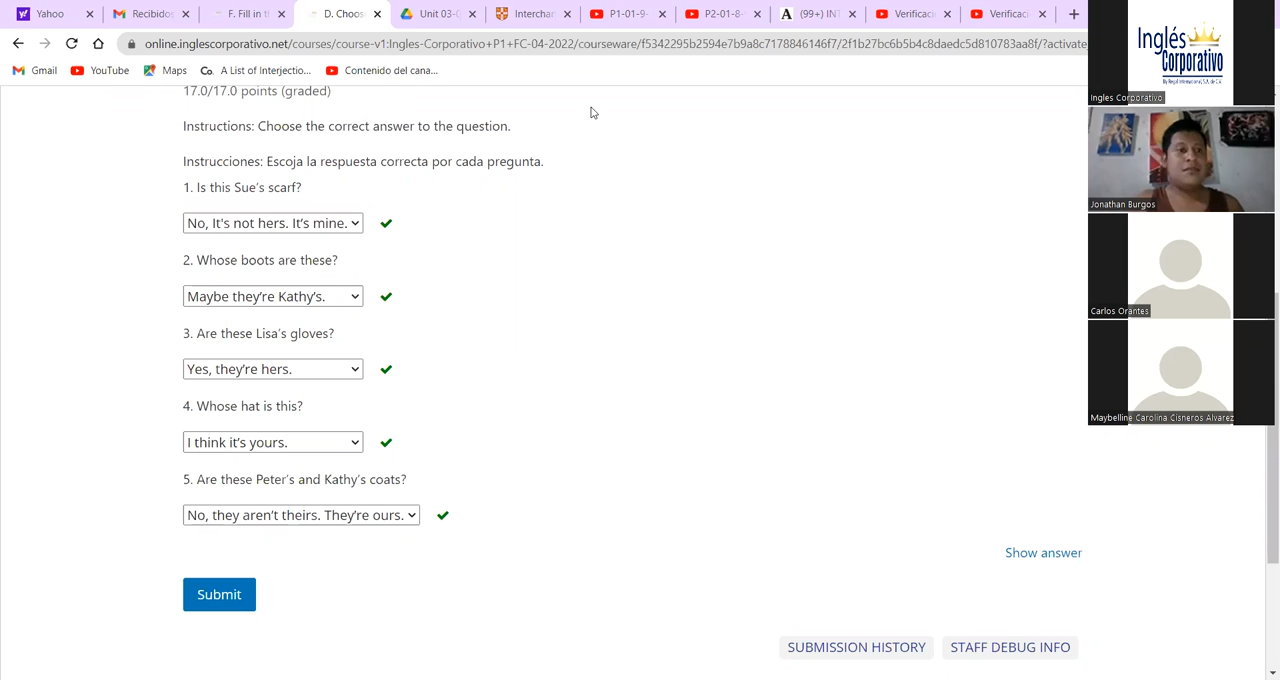 Yahoo
Recibidos
F. Fill in t
D. Choos
Unit 03-
Intercha
P1-01-9-
P2-01-8-
(99+) IN
Verificaci
Verificaci
online.inglescorporativo.net/courses/course-v1:Ingles-Corporativo+P1+FC-04-2022/courseware/f5342295b2594e7b9a8c7178846146f7/2f1b27bc6b5b4c8daedc5d810783aa8f/?activate
Gmail
YouTube
Maps
A List of Interjectio...
Contenido del cana...
17.0/17.0 points (graded)
Instructions: Choose the correct answer to the question.
Instrucciones: Escoja la respuesta correcta por cada pregunta.
1. Is this Sue's scarf?
No, It's not hers. It's mine.
2. Whose boots are these?
Maybe they're Kathy's.
3. Are these Lisa's gloves?
Yes, they're hers.
4. Whose hat is this?
I think it's yours.
5. Are these Peter's and Kathy's coats?
No, they aren't theirs. They're ours.
Show answer
Submit
SUBMISSION HISTORY
STAFF DEBUG INFO
Inglés
Corporativo
Ingles Corporativo
Jonathan Burgos
Carlos Orantes
Maybelline Carolina Cisneros Alvarez